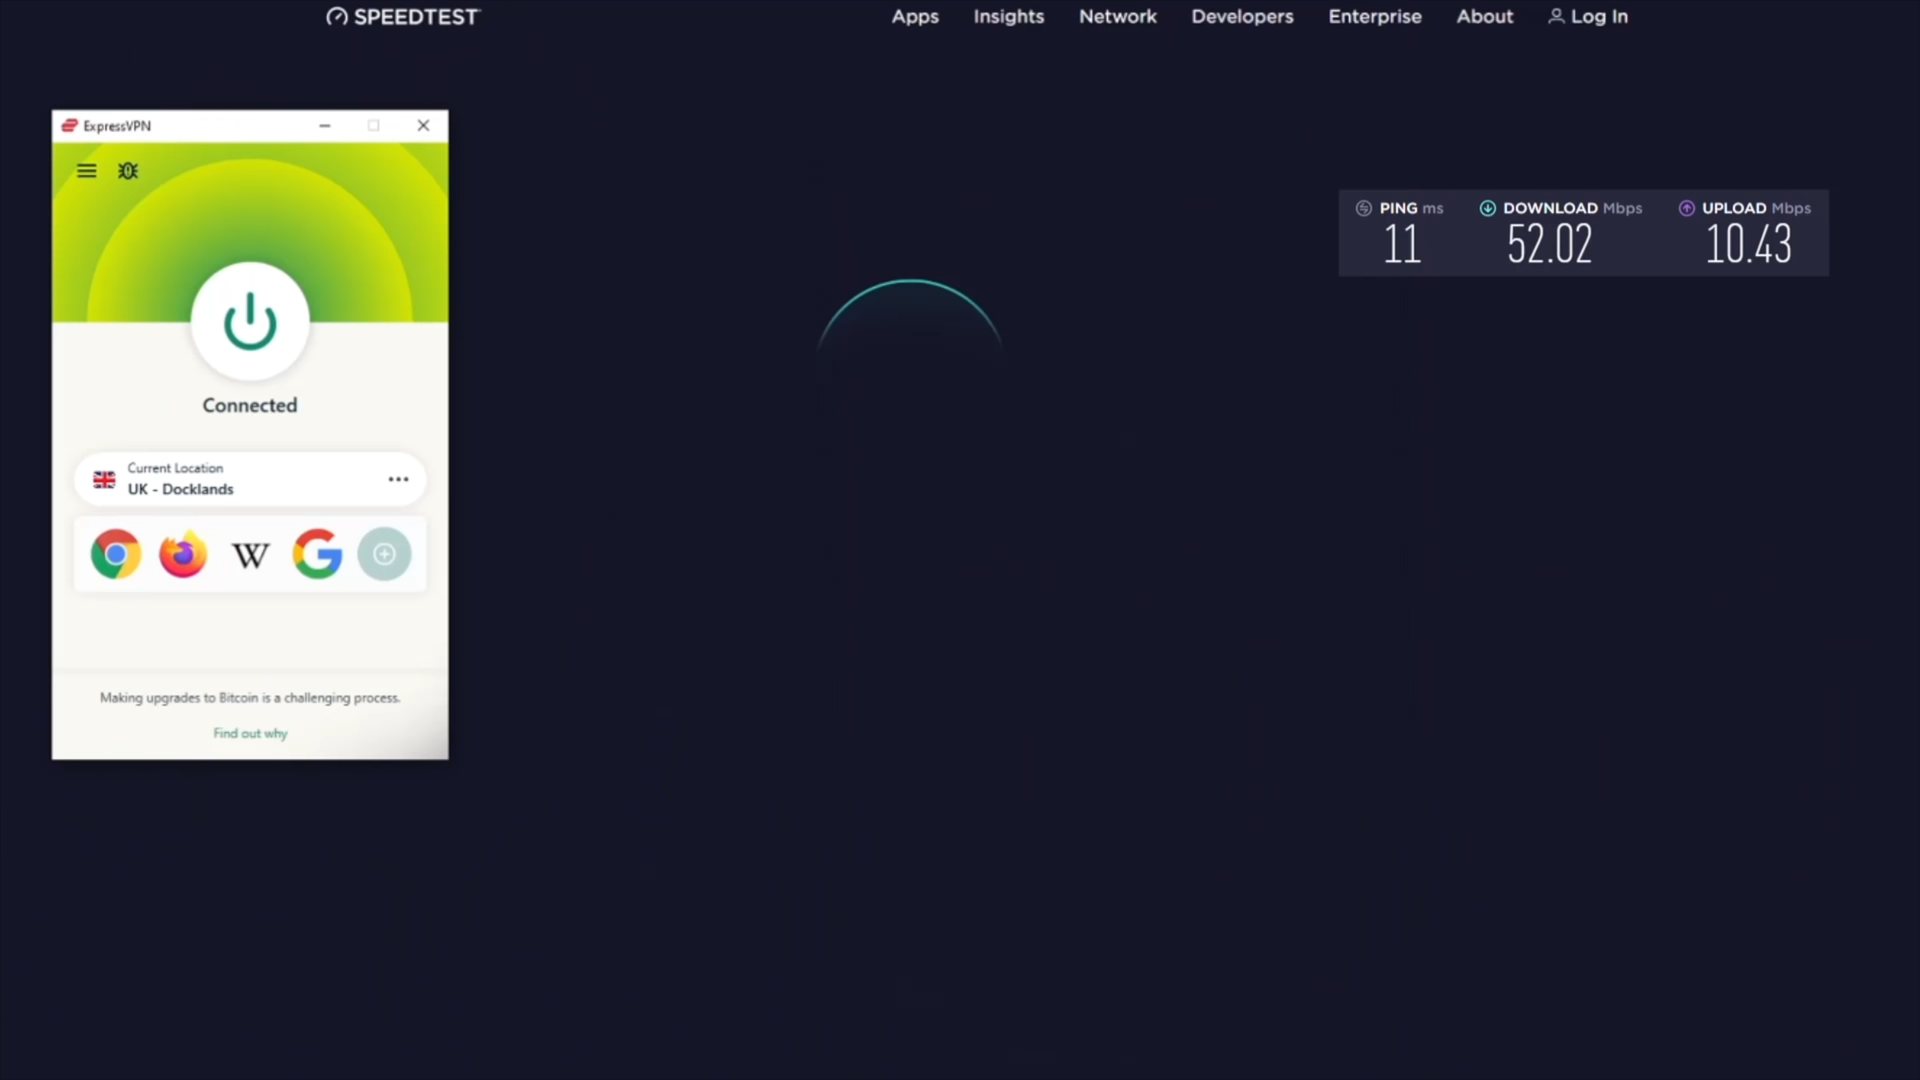 SPEEDTEST
Apps Insights Network Developers Enterprise About Log In
ExpressVPN
Connected
Current Location
UK - Docklands
W
Making upgrades to Bitcoin is a challenging process.
Find out why
PING ms DOWNLOAD Mbps UPLOAD Mbps
11 52.02 10.43